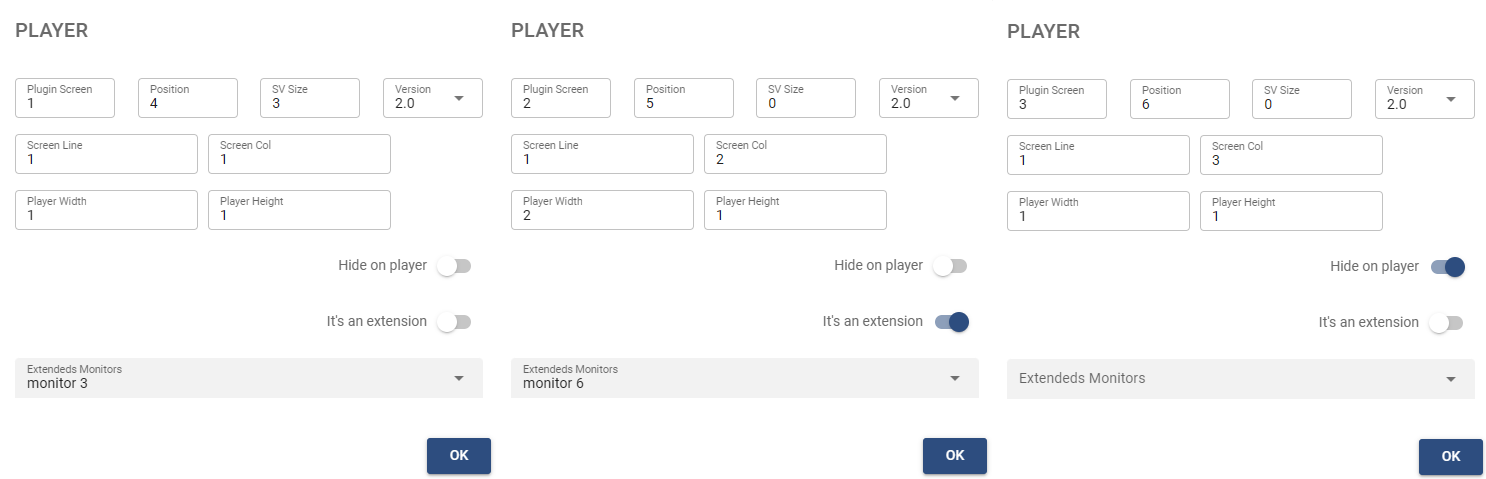 PLAYER
Plugin Screen Position SV Size Version
1 4 3 2.0
Screen Line Screen Col
1 1
Player Width Player Height
1 1
Hide on player
It's an extension
Extendeds Monitors
monitor 3
OK
PLAYER
Plugin Screen Position SV Size Version
2 5 0 2.0
Screen Line Screen Col
1 2
Player Width Player Height
2 1
Hide on player
It's an extension
Extendeds Monitors
monitor 6
OK
PLAYER
Plugin Screen Position SV Size Version
3 6 0 2.0
Screen Line Screen Col
1 3
Player Width Player Height
1 1
Hide on player
It's an extension
Extendeds Monitors
OK